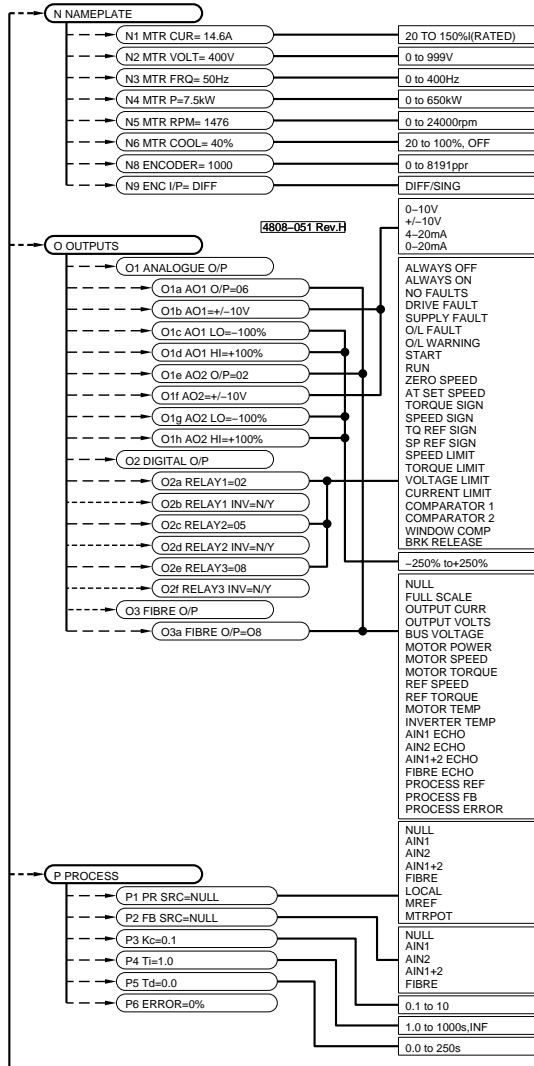 N NAMEPLATE
N1 MTR CUR= 14.6A
20 TO 150%I(RATED)
N2 MTR VOLT= 400V
0 to 999V
N3 MTR FRQ= 50Hz
0 to 400Hz
N4 MTR P=7.5kW
0 to 650kW
N5 MTR RPM= 1476
0 to 24000rpm
N6 MTR COOL= 40%
20 to 100%, OFF
N8 ENCODER= 1000
0 to 8191ppr
N9 ENC I/P= DIFF
DIFF/SING
4808–051 Rev.H
O OUTPUTS
O1 ANALOGUE O/P
O1a AO1 O/P=06
O1b AO1=+/–10V
O1c AO1 LO=–100%
O1d AO1 HI=+100%
O1e AO2 O/P=02
O1f AO2=+/–10V
O1g AO2 LO=–100%
O1h AO2 HI=+100%
O2 DIGITAL O/P
O2a RELAY1=02
O2b RELAY1 INV=N/Y
O2c RELAY2=05
O2d RELAY2 INV=N/Y
O2e RELAY3=08
O2f RELAY3 INV=N/Y
O3 FIBRE O/P
O3a FIBRE O/P=O8
0–10V
+/–10V
4–20mA
0–20mA
ALWAYS OFF
ALWAYS ON
NO FAULTS
DRIVE FAULT
SUPPLY FAULT
O/L FAULT
O/L WARNING
START
RUN
ZERO SPEED
AT SET SPEED
TORQUE SIGN
SPEED SIGN
TQ REF SIGN
SP REF SIGN
SPEED LIMIT
TORQUE LIMIT
VOLTAGE LIMIT
CURRENT LIMIT
COMPARATOR 1
COMPARATOR 2
WINDOW COMP
BRK RELEASE
–250% to+250%
NULL
FULL SCALE
OUTPUT CURR
OUTPUT VOLTS
BUS VOLTAGE
MOTOR POWER
MOTOR SPEED
MOTOR TORQUE
REF SPEED
REF TORQUE
MOTOR TEMP
INVERTER TEMP
AIN1 ECHO
AIN2 ECHO
AIN1+2 ECHO
FIBRE ECHO
PROCESS REF
PROCESS FB
PROCESS ERROR
P PROCESS
P1 PR SRC=NULL
P2 FB SRC=NULL
P3 Kc=0.1
P4 Ti=1.0
P5 Td=0.0
P6 ERROR=0%
NULL
AIN1
AIN2
AIN1+2
FIBRE
LOCAL
MREF
MTRPOT
NULL
AIN1
AIN2
AIN1+2
FIBRE
0.1 to 10
1.0 to 1000s,INF
0.0 to 250s